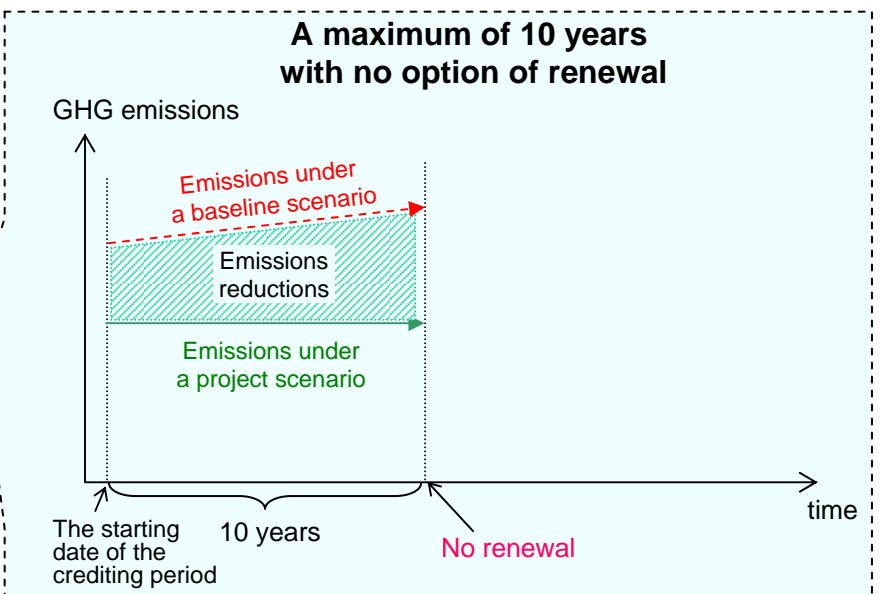 A maximum of 10 years
with no option of renewal
GHG emissions
Emissions under
a baseline scenario
Emissions
reductions
Emissions under
a project scenario
time
The starting
date of the
crediting period
10 years
No renewal